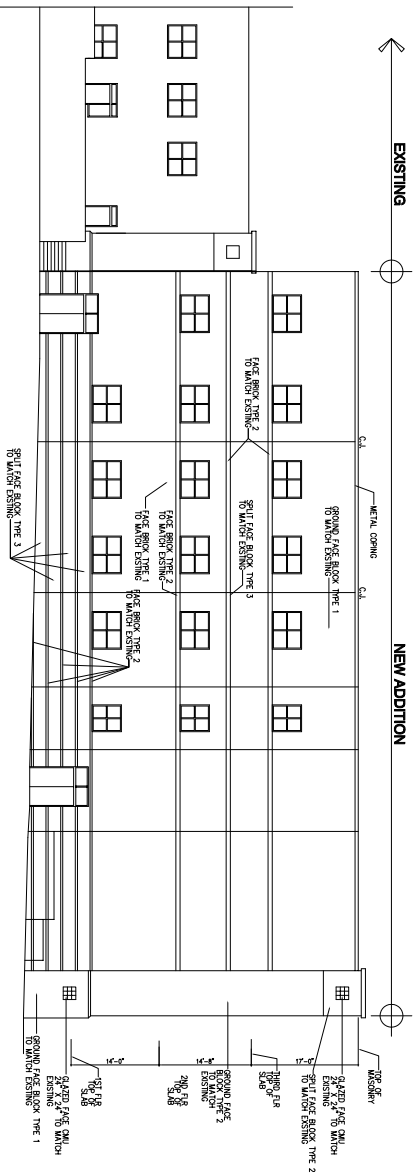 EXISTING
NEW ADDITION
METAL COPING
C.J.
C.J.
GROUND FACE BLOCK TYPE 1
TO MATCH EXISTING
FACE BRICK TYPE 2
TO MATCH EXISTING
SPLIT FACE BLOCK TYPE 3
TO MATCH EXISTING
FACE BRICK TYPE 2
TO MATCH EXISTING
FACE BRICK TYPE 1
TO MATCH EXISTING
FACE BRICK TYPE 2
TO MATCH EXISTING
SPLIT FACE BLOCK TYPE 3
TO MATCH EXISTING
TOP OF
MASONRY
GLAZED FACE CMU
24" X 24" TO MATCH
EXISTING
SPLIT FACE BLOCK TYPE 2
TO MATCH EXISTING
THIRD FLR
TOP OF
SLAB
GROUND FACE
BLOCK TYPE 2
TO MATCH
EXISTING
2ND FLR
TOP OF
SLAB
14'-0"
1ST FLR
TOP OF
SLAB
GLAZED FACE CMU
24" X 24" TO MATCH
EXISTING
GROUND FACE BLOCK TYPE 1
TO MATCH EXISTING